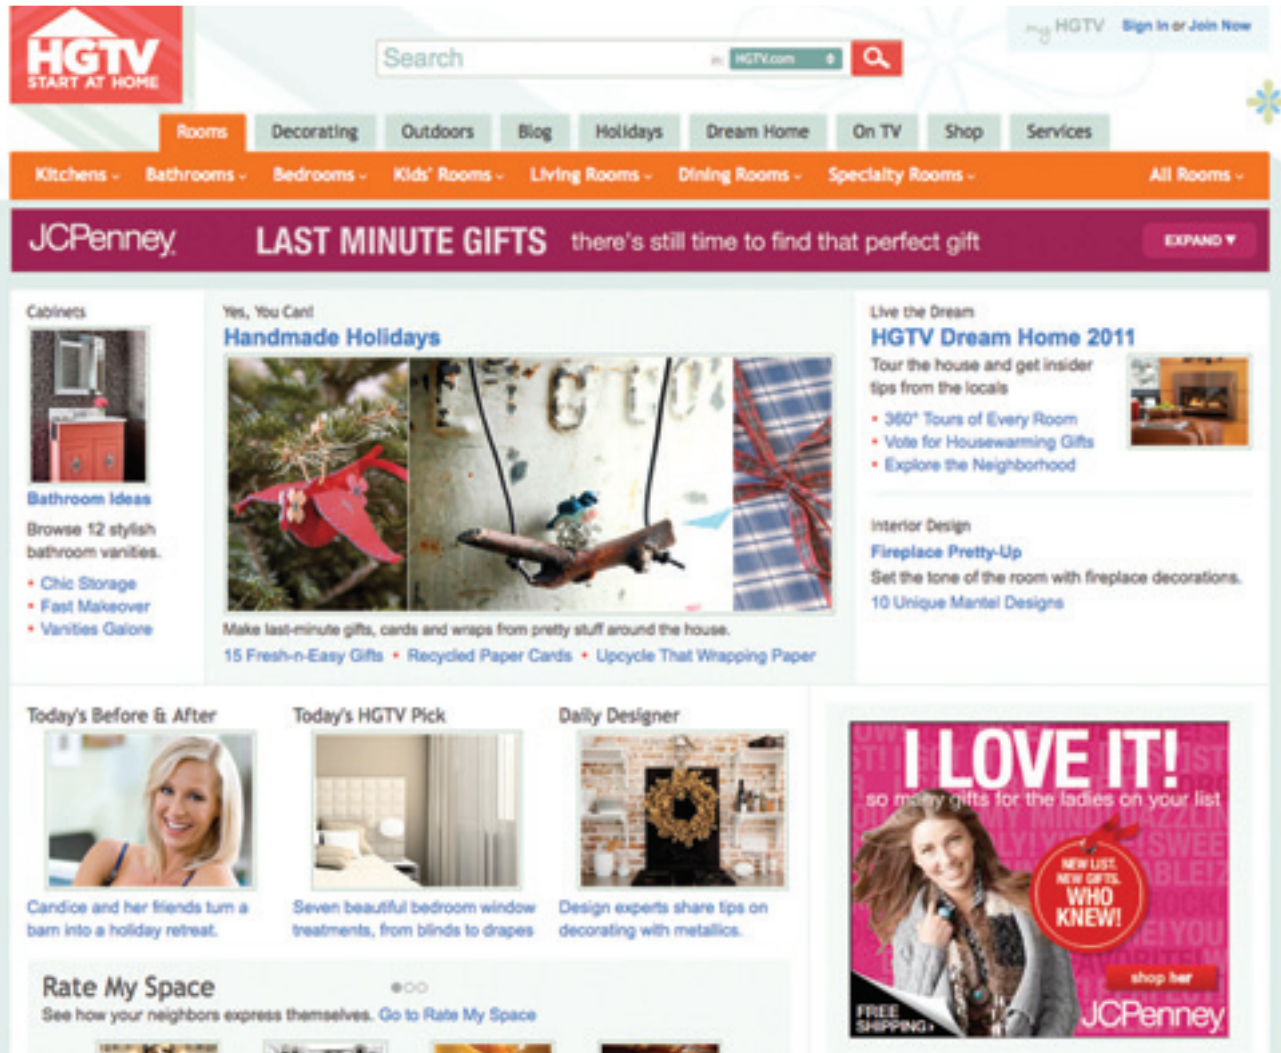 HGTV
START AT HOME
Search
in: HGTV.com
my HGTV Sign In or Join Now
Rooms Decorating Outdoors Blog Holidays Dream Home On TV Shop Services
Kitchens Bathrooms Bedrooms Kids' Rooms Living Rooms Dining Rooms Specialty Rooms All Rooms
JCPenney LAST MINUTE GIFTS there's still time to find that perfect gift EXPAND
Cabinets
Bathroom Ideas
Browse 12 stylish
bathroom vanities.
• Chic Storage
• Fast Makeover
• Vanities Galore
Yes, You Can!
Handmade Holidays
Make last-minute gifts, cards and wraps from pretty stuff around the house.
15 Fresh-n-Easy Gifts • Recycled Paper Cards • Upcycle That Wrapping Paper
Live the Dream
HGTV Dream Home 2011
Tour the house and get insider
tips from the locals
• 360° Tours of Every Room
• Vote for Housewarming Gifts
• Explore the Neighborhood
Interior Design
Fireplace Pretty-Up
Set the tone of the room with fireplace decorations.
10 Unique Mantel Designs
Today's Before & After
Candice and her friends turn a
barn into a holiday retreat.
Today's HGTV Pick
Seven beautiful bedroom window
treatments, from blinds to drapes
Daily Designer
Design experts share tips on
decorating with metallics.
I LOVE IT!
so many gifts for the ladies on your list
NEW LIST.
NEW GIFTS.
WHO
KNEW!
shop her
FREE
SHIPPING
JCPenney
Rate My Space
See how your neighbors express themselves. Go to Rate My Space